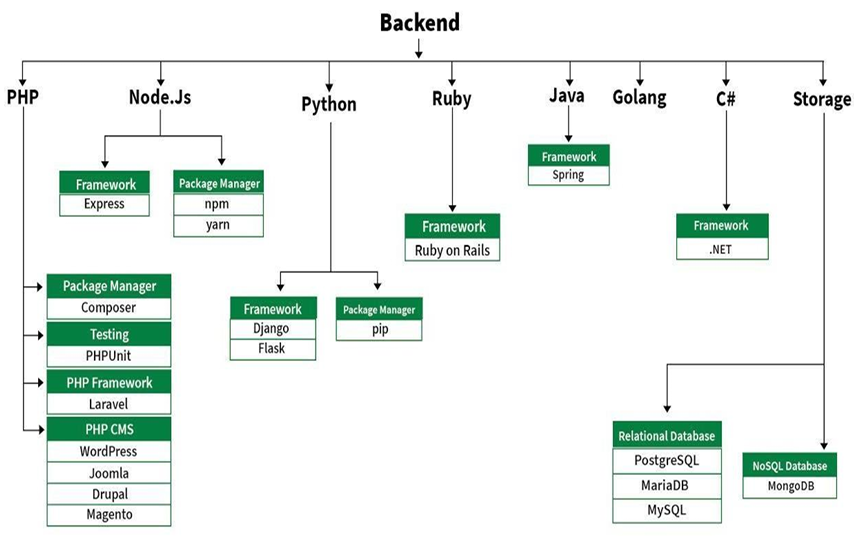 Backend
PHP
Node.Js
Python
Ruby
Java
Golang
C#
Storage
Framework
Express
Package Manager
npm
yarn
Framework
Spring
Framework
Ruby on Rails
Framework
.NET
Package Manager
Composer
Testing
PHPUnit
PHP Framework
Laravel
PHP CMS
WordPress
Joomla
Drupal
Magento
Framework
Django
Flask
Package Manager
pip
Relational Database
PostgreSQL
MariaDB
MySQL
NoSQL Database
MongoDB